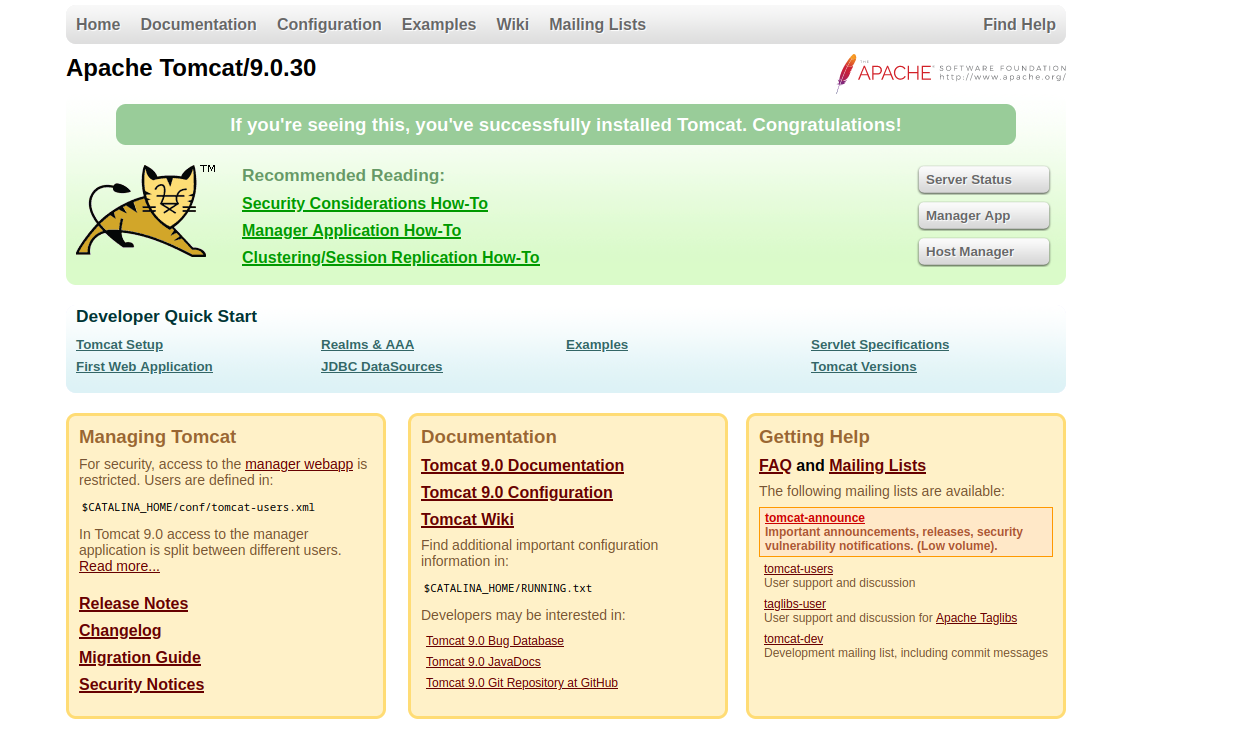 Home Documentation Configuration Examples Wiki Mailing Lists Find Help
Apache Tomcat/9.0.30
THE APACHE SOFTWARE FOUNDATION
http://www.apache.org/
If you're seeing this, you've successfully installed Tomcat. Congratulations!
TM
Recommended Reading:
Security Considerations How-To
Manager Application How-To
Clustering/Session Replication How-To
Server Status
Manager App
Host Manager
Developer Quick Start
Tomcat Setup
First Web Application
Realms & AAA
JDBC DataSources
Examples
Servlet Specifications
Tomcat Versions
Managing Tomcat
For security, access to the manager webapp is
restricted. Users are defined in:
$CATALINA_HOME/conf/tomcat-users.xml
In Tomcat 9.0 access to the manager
application is split between different users.
Read more...
Release Notes
Changelog
Migration Guide
Security Notices
Documentation
Tomcat 9.0 Documentation
Tomcat 9.0 Configuration
Tomcat Wiki
Find additional important configuration
information in:
$CATALINA_HOME/RUNNING.txt
Developers may be interested in:
Tomcat 9.0 Bug Database
Tomcat 9.0 JavaDocs
Tomcat 9.0 Git Repository at GitHub
Getting Help
FAQ and Mailing Lists
The following mailing lists are available:
tomcat-announce
Important announcements, releases, security
vulnerability notifications. (Low volume).
tomcat-users
User support and discussion
taglibs-user
User support and discussion for Apache Taglibs
tomcat-dev
Development mailing list, including commit messages